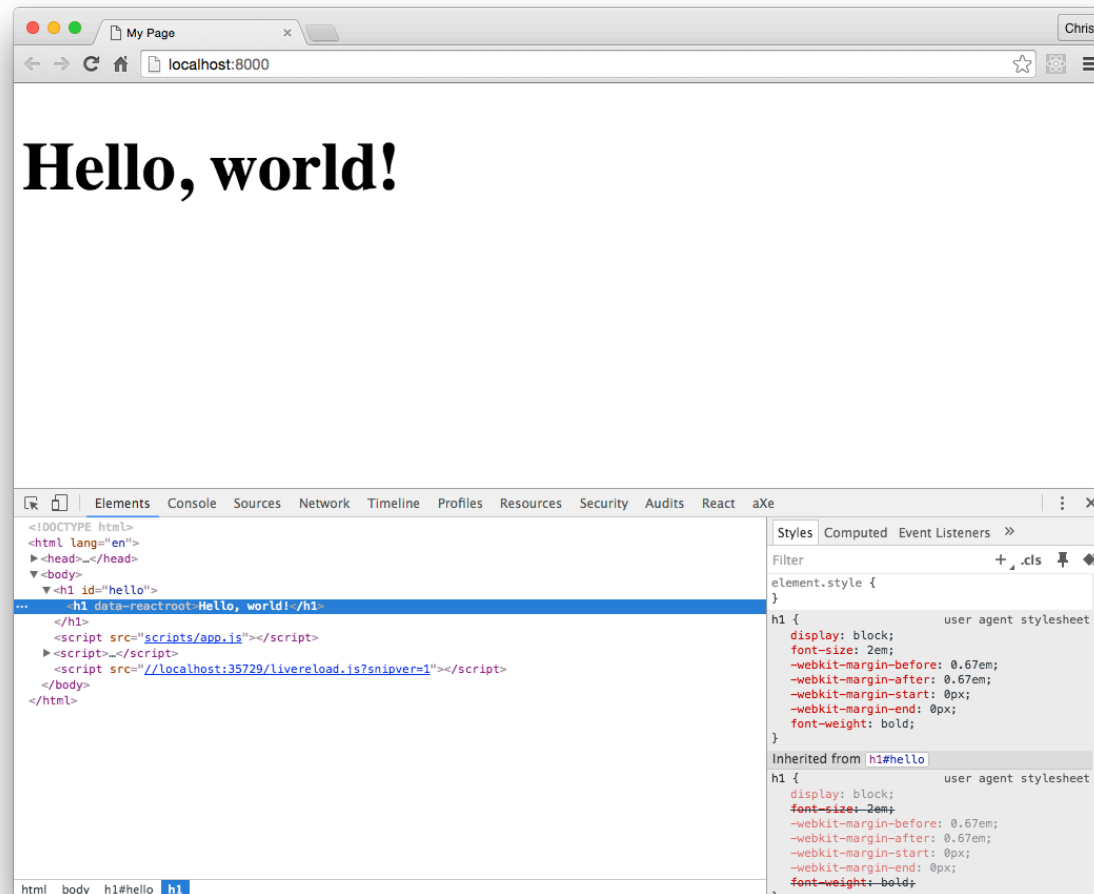 My Page ×
Chris
localhost:8000
Hello, world!
Elements Console Sources Network Timeline Profiles Resources Security Audits React aXe
<!DOCTYPE html>
<html lang="en">
▶<head>…</head>
▼<body>
▼<h1 id="hello">
<h1 data-reactroot>Hello, world!</h1>
</h1>
<script src="scripts/app.js"></script>
▶<script>…</script>
<script src="//localhost:35729/livereload.js?snipver=1"></script>
</body>
</html>
html body h1#hello h1
Styles Computed Event Listeners »
Filter + .cls
element.style {
}
h1 { user agent stylesheet
display: block;
font-size: 2em;
-webkit-margin-before: 0.67em;
-webkit-margin-after: 0.67em;
-webkit-margin-start: 0px;
-webkit-margin-end: 0px;
font-weight: bold;
}
Inherited from h1#hello
h1 { user agent stylesheet
display: block;
font-size: 2em;
-webkit-margin-before: 0.67em;
-webkit-margin-after: 0.67em;
-webkit-margin-start: 0px;
-webkit-margin-end: 0px;
font-weight: bold;
}